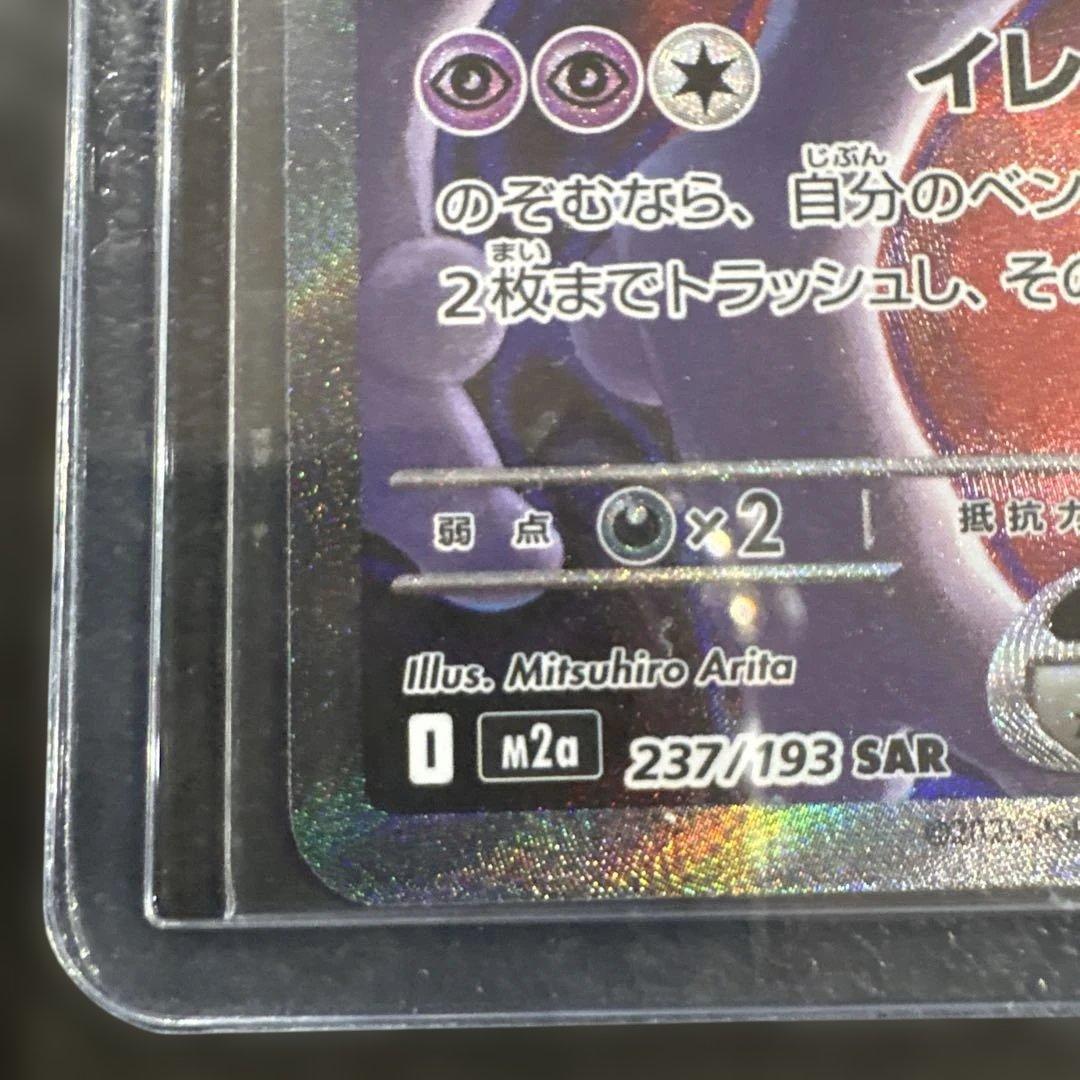 イレ
のぞむなら、自分のベン
じぶん
2枚までトラッシュし、その
まい
弱点 ×2 抵抗力
Illus. Mitsuhiro Arita
I M2a 237/193 SAR